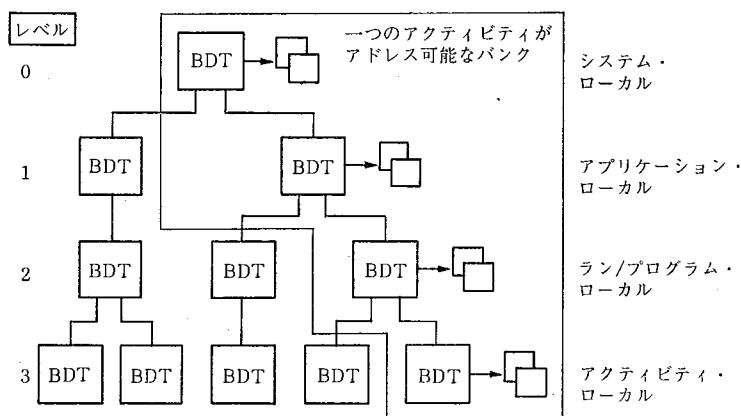 レベル
一つのアクティビティが
アドレス可能なバンク
0
BDT
システム・
ローカル
1
BDT
BDT
アプリケーション・
ローカル
2
BDT
BDT
BDT
ラン/プログラム・
ローカル
3
BDT
BDT
BDT
BDT
BDT
アクティビティ・
ローカル